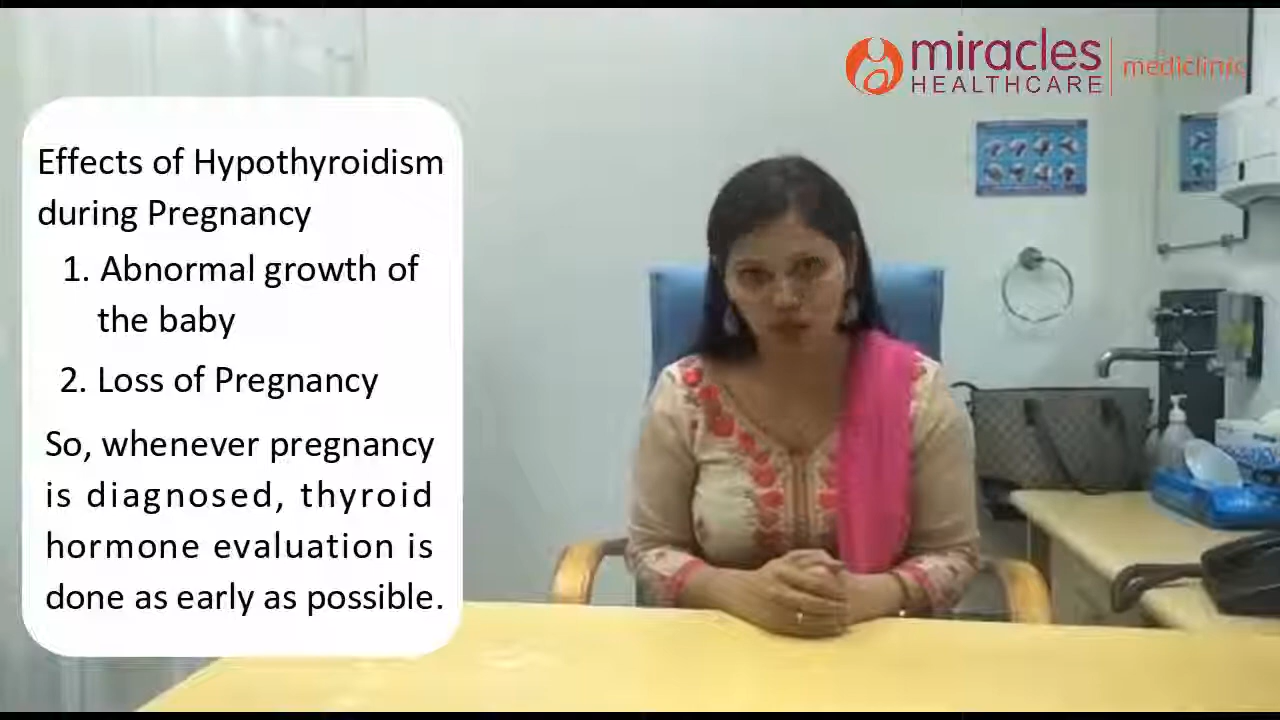 miracles
HEALTHCARE
mediclinic
Effects of Hypothyroidism
during Pregnancy
1. Abnormal growth of
the baby
2. Loss of Pregnancy
So, whenever pregnancy
is diagnosed, thyroid
hormone evaluation is
done as early as possible.